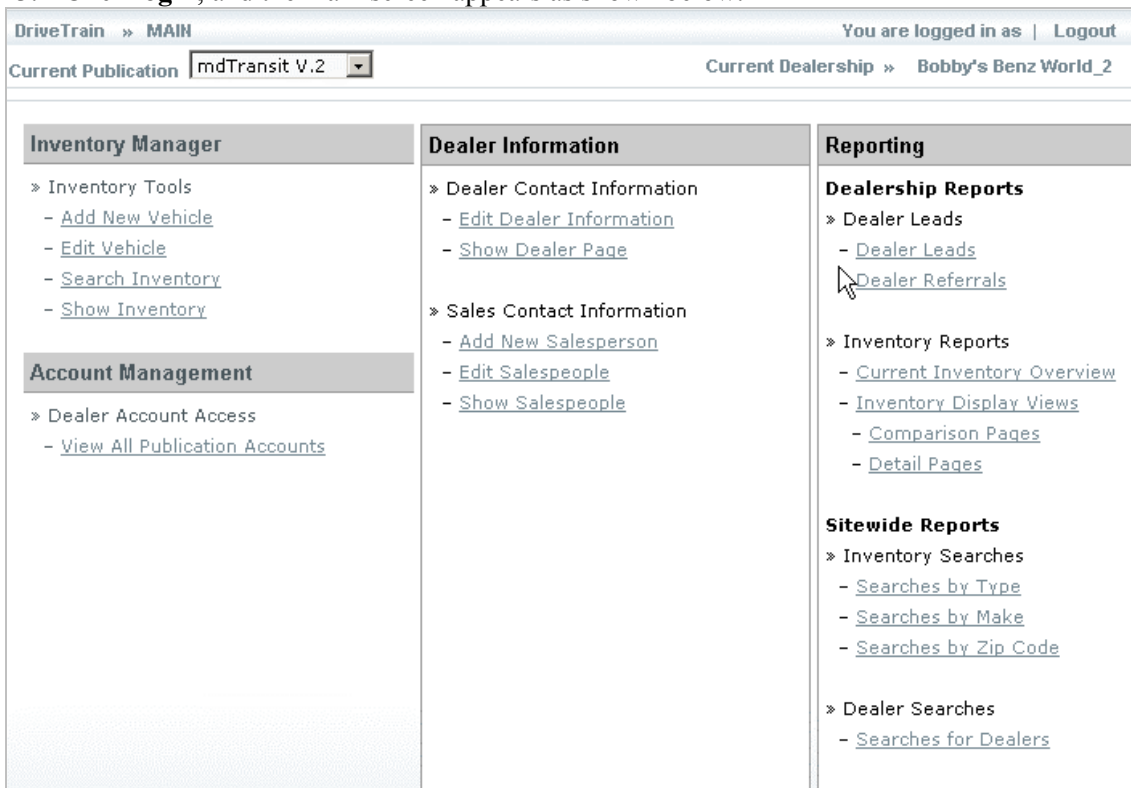 DriveTrain » MAIN
You are logged in as | Logout
Current Publication mdTransit V.2
Current Dealership » Bobby's Benz World_2
Inventory Manager
» Inventory Tools
– Add New Vehicle
– Edit Vehicle
– Search Inventory
– Show Inventory
Account Management
» Dealer Account Access
– View All Publication Accounts
Dealer Information
» Dealer Contact Information
– Edit Dealer Information
– Show Dealer Page
» Sales Contact Information
– Add New Salesperson
– Edit Salespeople
– Show Salespeople
Reporting
Dealership Reports
» Dealer Leads
– Dealer Leads
Dealer Referrals
» Inventory Reports
– Current Inventory Overview
– Inventory Display Views
– Comparison Pages
– Detail Pages
Sitewide Reports
» Inventory Searches
– Searches by Type
– Searches by Make
– Searches by Zip Code
» Dealer Searches
– Searches for Dealers